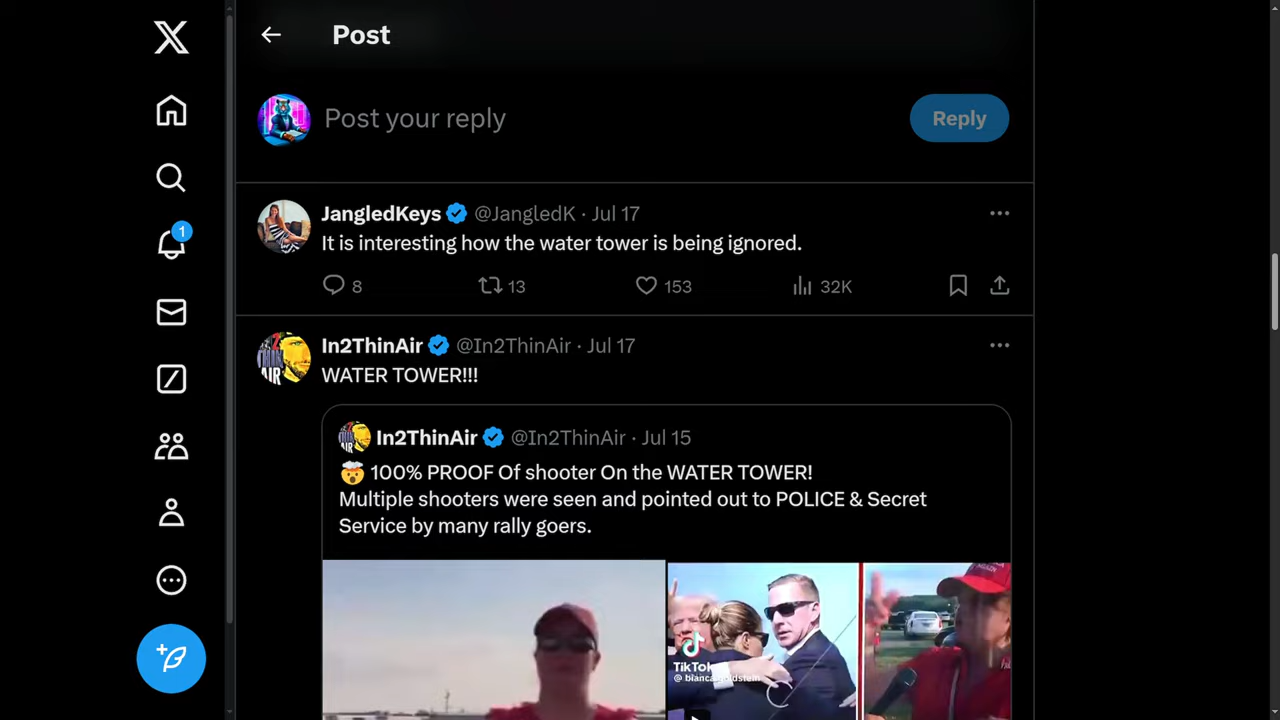 Post
Post your reply
Reply
1
JangledKeys @JangledK · Jul 17
It is interesting how the water tower is being ignored.
8 13 153 32K
In2ThinAir @In2ThinAir · Jul 17
WATER TOWER!!!
In2ThinAir @In2ThinAir · Jul 15
🤯 100% PROOF Of shooter On the WATER TOWER!
Multiple shooters were seen and pointed out to POLICE & Secret
Service by many rally goers.
TikTok